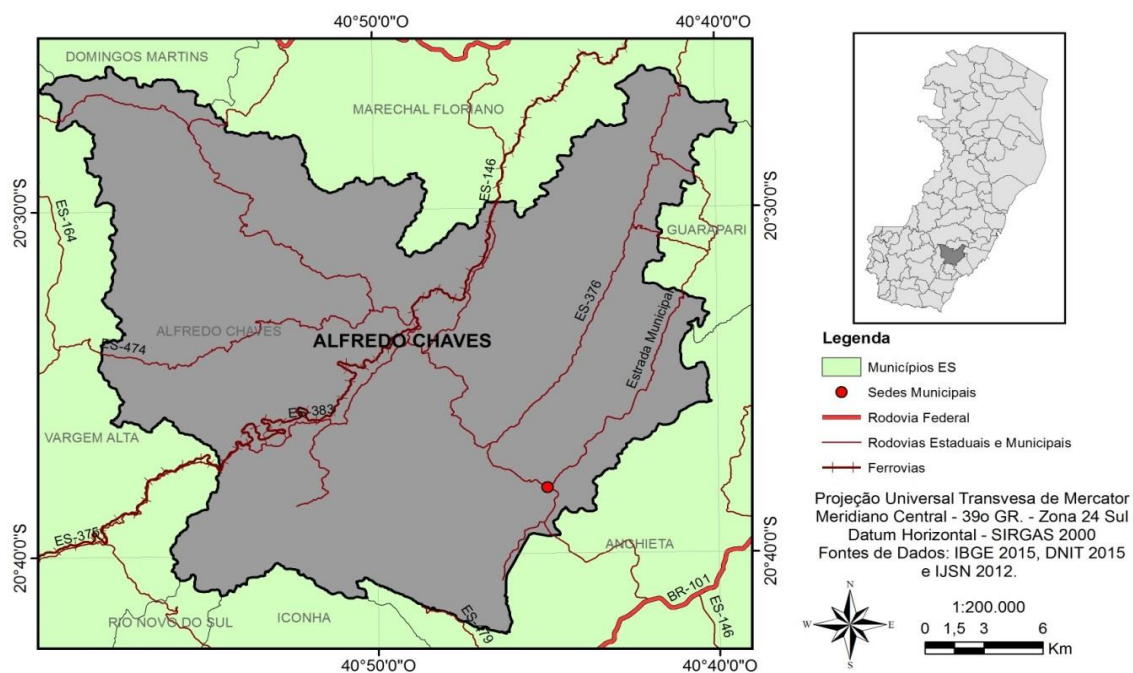 40°50'0"O
40°40'0"O
DOMINGOS MARTINS
MARECHAL FLORIANO
ES-146
20°30'0"S
20°30'0"S
ES-164
GUARAPARI
ES-376
Estrada Municipal
ALFREDO CHAVES
ALFREDO CHAVES
ES-474
ES-383
VARGEM ALTA
ES-375
20°40'0"S
20°40'0"S
ANCHIETA
BR-101
ES-146
RIO NOVO DO SUL
ICONHA
ES-479
40°50'0"O
40°40'0"O
Legenda
Municípios ES
Sedes Municipais
Rodovia Federal
Rodovias Estaduais e Municipais
Ferrovias
Projeção Universal Transvesa de Mercator
Meridiano Central - 39o GR. - Zona 24 Sul
Datum Horizontal - SIRGAS 2000
Fontes de Dados: IBGE 2015, DNIT 2015
e IJSN 2012.
N
W E
S
1:200.000
0 1,5 3 6
Km